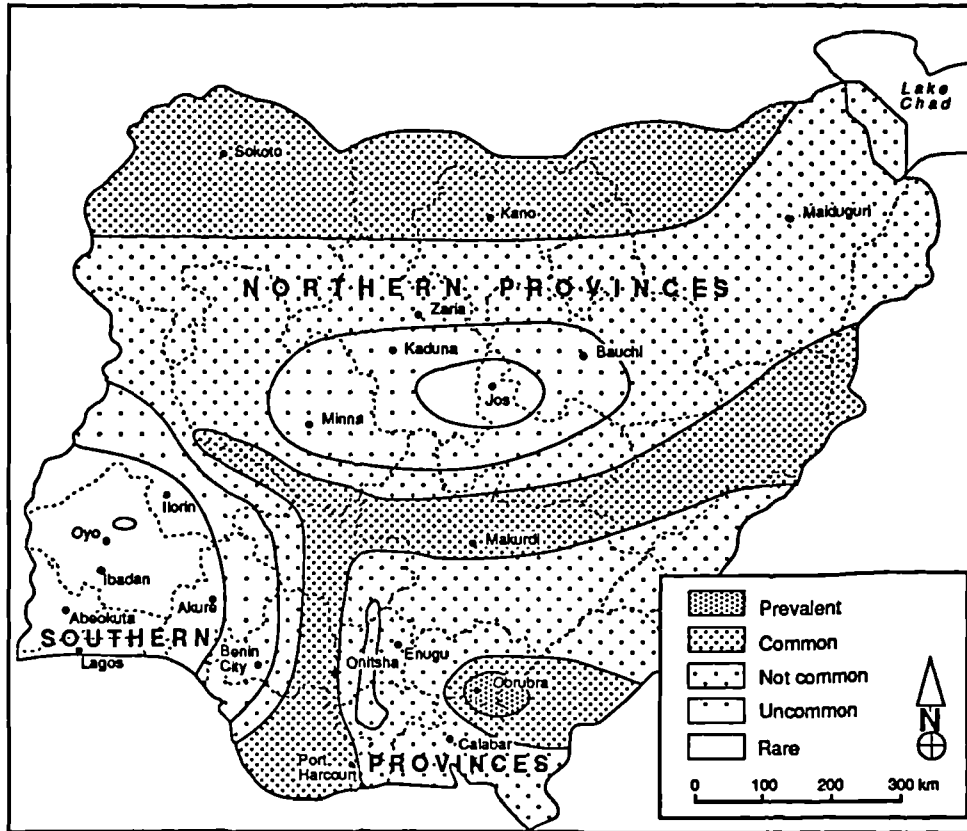 Lake
Chad
Sokoto
Kano
Maiduguri
NORTHERN PROVINCES
Zaria
Kaduna
Bauchi
Jos
Minna
Ilorin
Oyo
Makurdi
Ibadan
Akure
Abeokuta
SOUTHERN
Lagos
Benin
City
Onitsha
Enugu
Obrubra
Calabar
Port
Harcourt
PROVINCES
Prevalent
Common
Not common
Uncommon
Rare
N
0 100 200 300 km